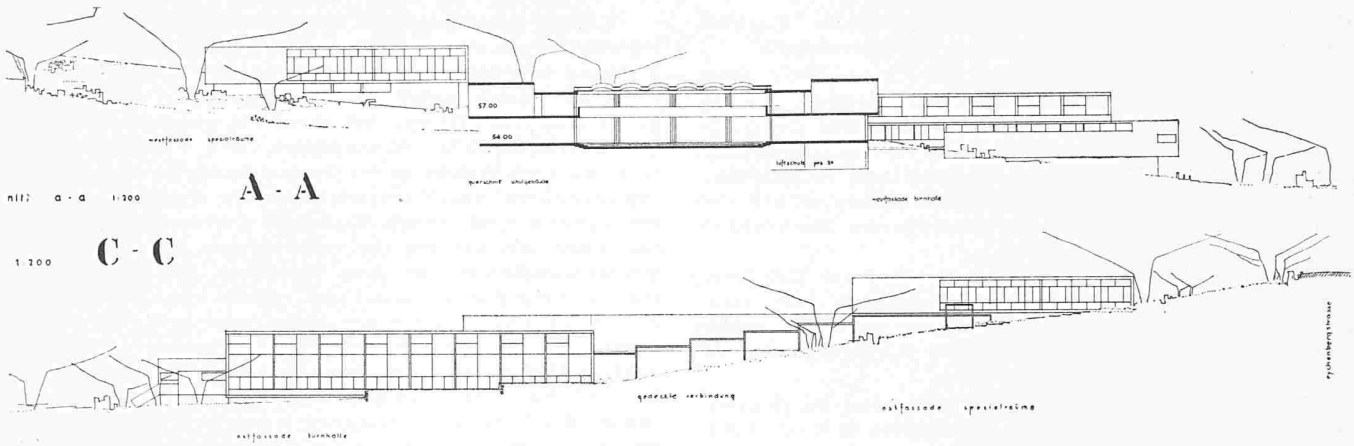 57.00
54.00
westfassade spezialräume
luftschutz
querschnitt schulgebäude
westfassade turnhalle
a - a 1:200
A - A
1:200
C - C
eschenbergstrasse
gedeckte verbindung
ostfassade spezialräume
ostfassade turnhalle